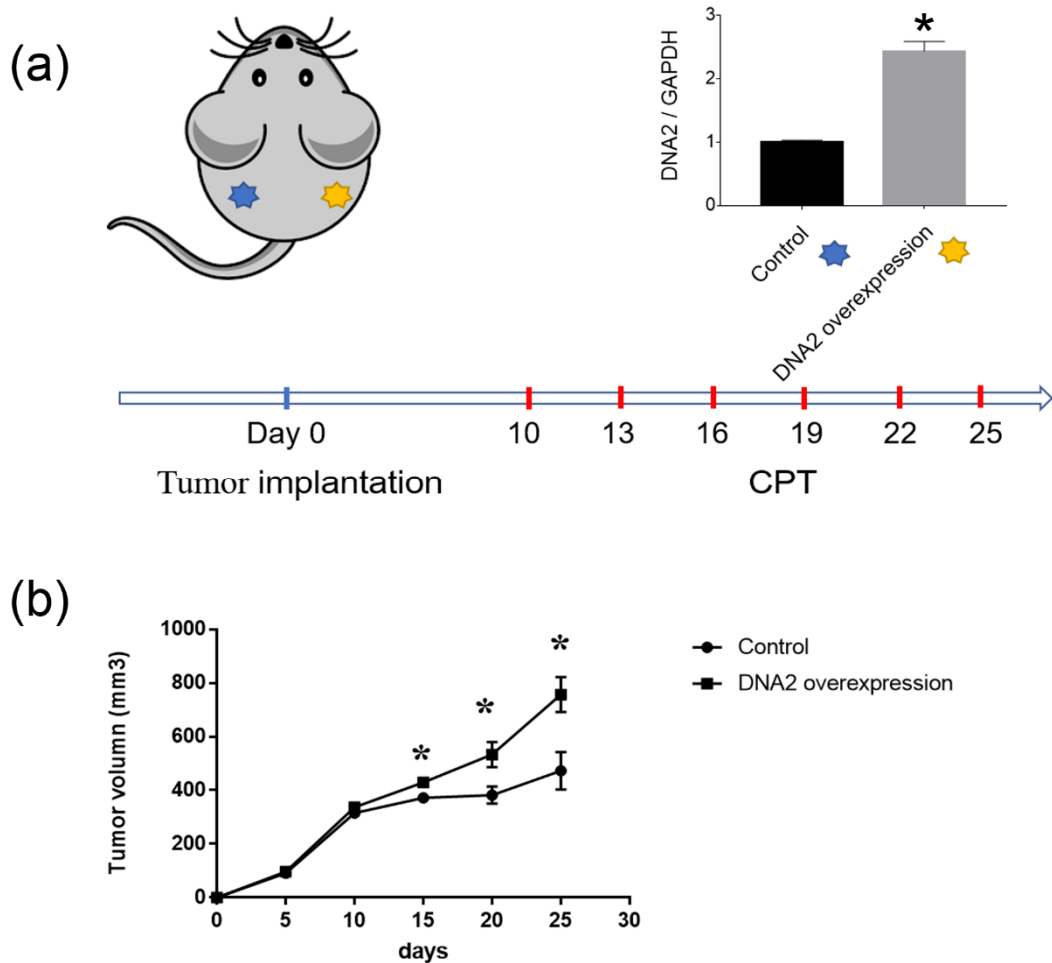 (a)
DNA2 / GAPDH
3
2
1
0
*
Control
DNA2 overexpression
Day 0
10
13
16
19
22
25
Tumor implantation
CPT
(b)
Tumor volumn (mm3)
1000
800
600
400
200
0
*
*
*
0
5
10
15
20
25
30
days
Control
DNA2 overexpression